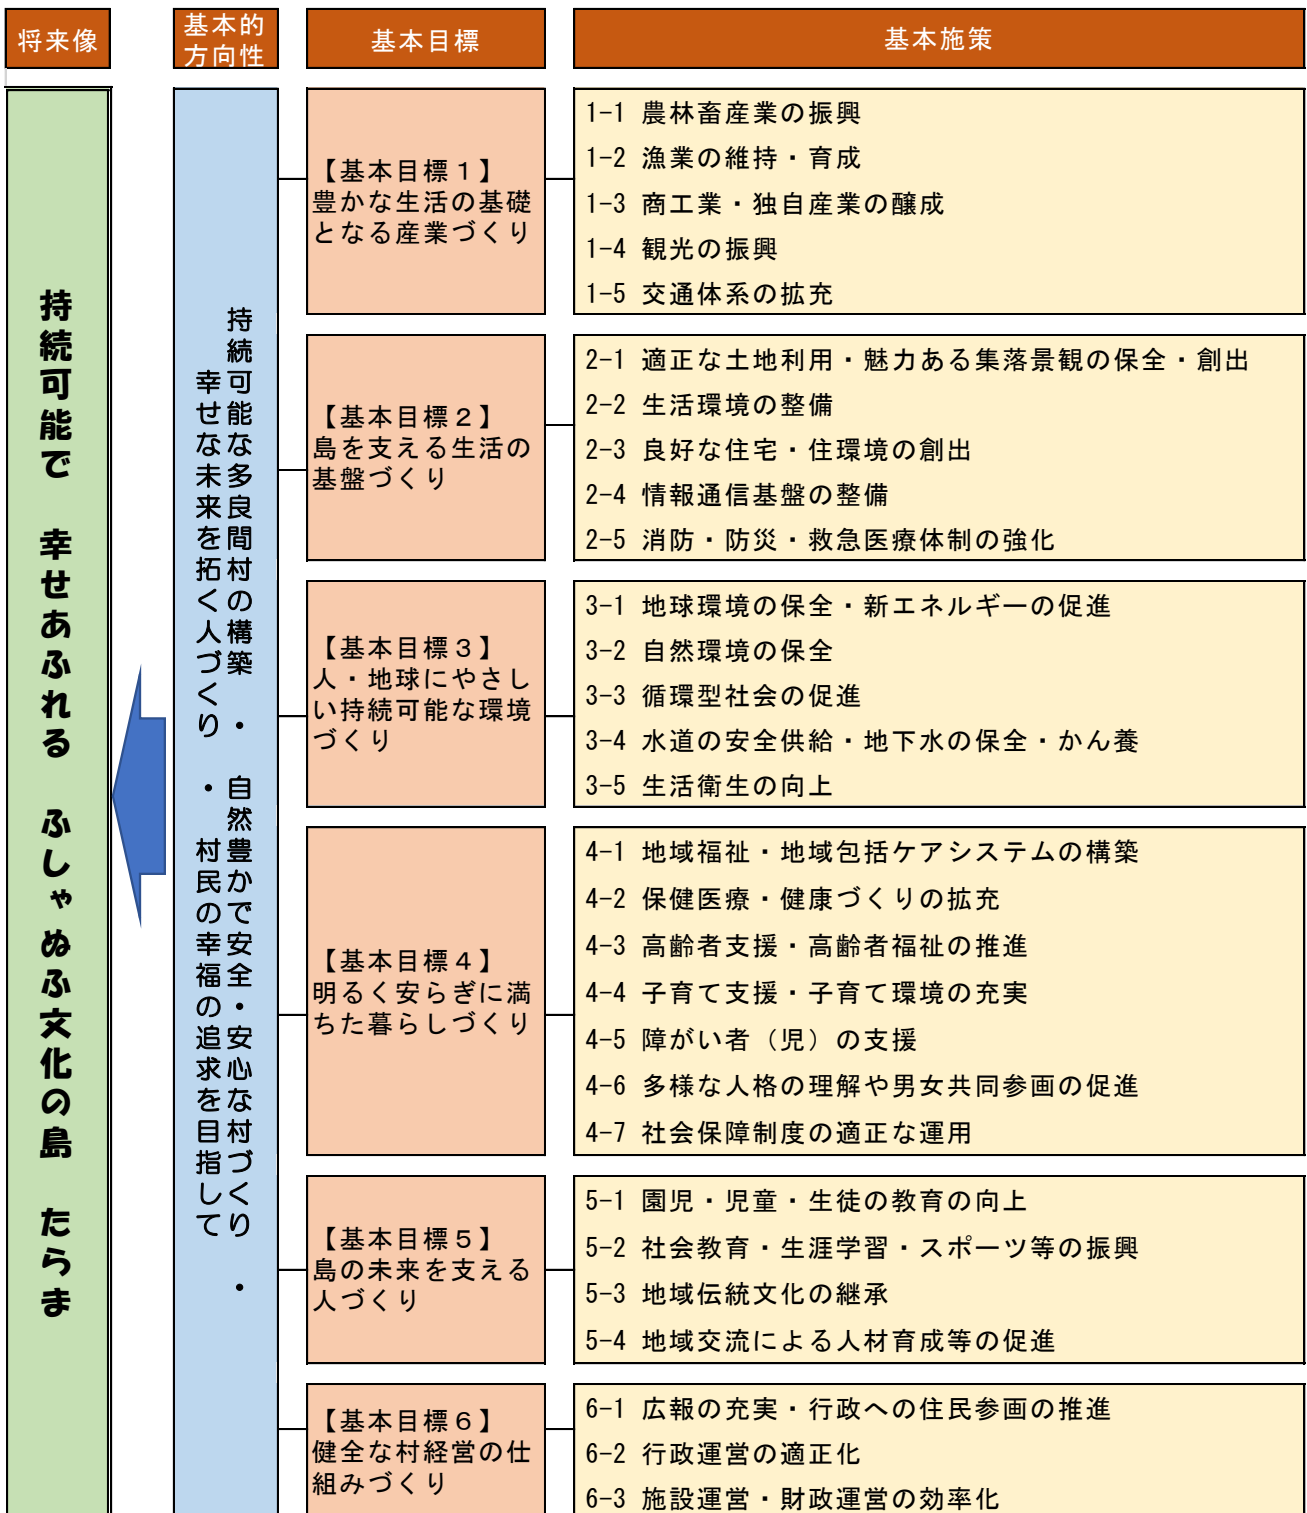 将来像
基本的
方向性
基本目標
基本施策
持続可能で　幸せあふれる　ふしゃぬふ文化の島　たらま
持続可能な多良間村の構築　・　自然豊かで安全・安心な村づくり　・
幸せな未来を拓く人づくり　・　村民の幸福の追求を目指して
【基本目標１】
豊かな生活の基礎
となる産業づくり
1-1 農林畜産業の振興
1-2 漁業の維持・育成
1-3 商工業・独自産業の醸成
1-4 観光の振興
1-5 交通体系の拡充
【基本目標２】
島を支える生活の
基盤づくり
2-1 適正な土地利用・魅力ある集落景観の保全・創出
2-2 生活環境の整備
2-3 良好な住宅・住環境の創出
2-4 情報通信基盤の整備
2-5 消防・防災・救急医療体制の強化
【基本目標３】
人・地球にやさし
い持続可能な環境
づくり
3-1 地球環境の保全・新エネルギーの促進
3-2 自然環境の保全
3-3 循環型社会の促進
3-4 水道の安全供給・地下水の保全・かん養
3-5 生活衛生の向上
【基本目標４】
明るく安らぎに満
ちた暮らしづくり
4-1 地域福祉・地域包括ケアシステムの構築
4-2 保健医療・健康づくりの拡充
4-3 高齢者支援・高齢者福祉の推進
4-4 子育て支援・子育て環境の充実
4-5 障がい者（児）の支援
4-6 多様な人格の理解や男女共同参画の促進
4-7 社会保障制度の適正な運用
【基本目標５】
島の未来を支える
人づくり
5-1 園児・児童・生徒の教育の向上
5-2 社会教育・生涯学習・スポーツ等の振興
5-3 地域伝統文化の継承
5-4 地域交流による人材育成等の促進
【基本目標６】
健全な村経営の仕
組みづくり
6-1 広報の充実・行政への住民参画の推進
6-2 行政運営の適正化
6-3 施設運営・財政運営の効率化